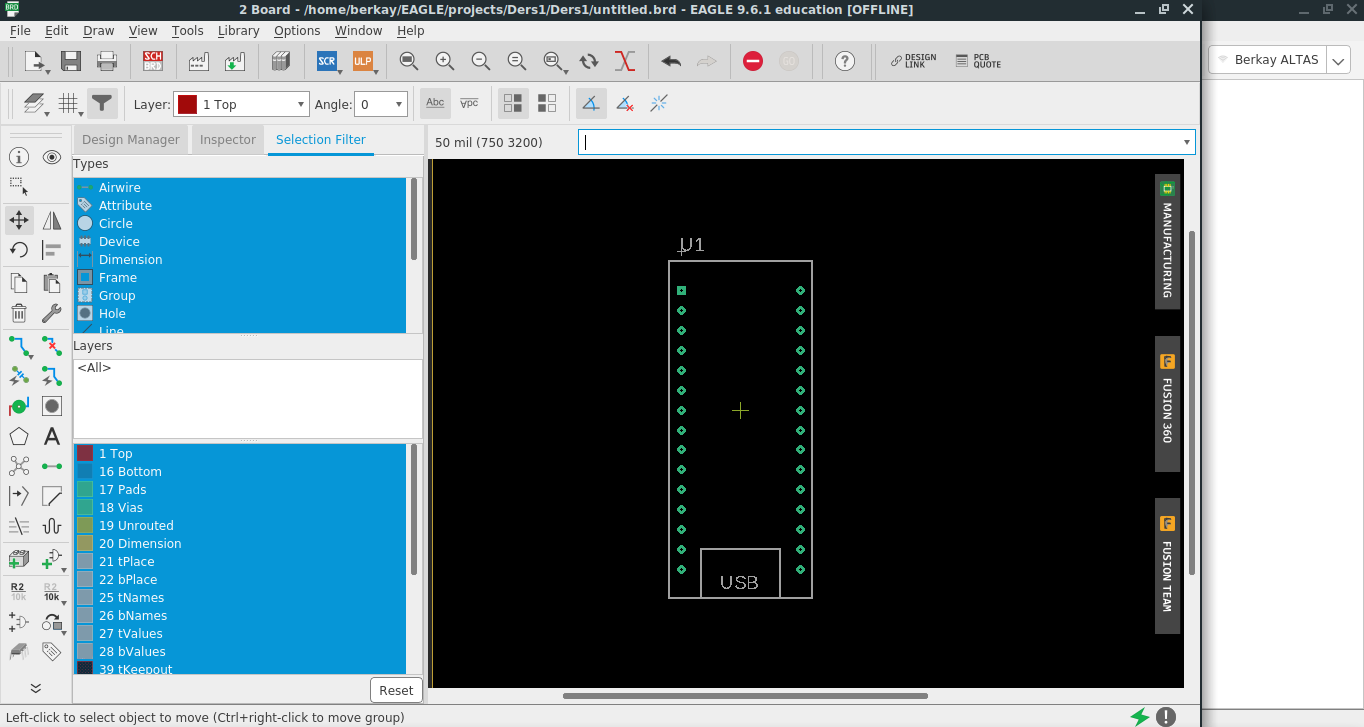 2 Board - /home/berkay/EAGLE/projects/Ders1/Ders1/untitled.brd - EAGLE 9.6.1 education [OFFLINE]
File Edit Draw View Tools Library Options Window Help
SCH BRD SCR ULP GO DESIGN LINK PCB QUOTE
Berkay ALTAS
Layer: 1 Top Angle: 0 Abc Abc
Design Manager Inspector Selection Filter
50 mil (750 3200)
Types
Airwire
Attribute
Circle
Device
Dimension
Frame
Group
Hole
Line
Layers
<All>
1 Top
16 Bottom
17 Pads
18 Vias
19 Unrouted
20 Dimension
21 tPlace
22 bPlace
25 tNames
26 bNames
27 tValues
28 bValues
39 tKeepout
Reset
R2 10k R2 10k
U1
USB
MANUFACTURING
FUSION 360
FUSION TEAM
Left-click to select object to move (Ctrl+right-click to move group)